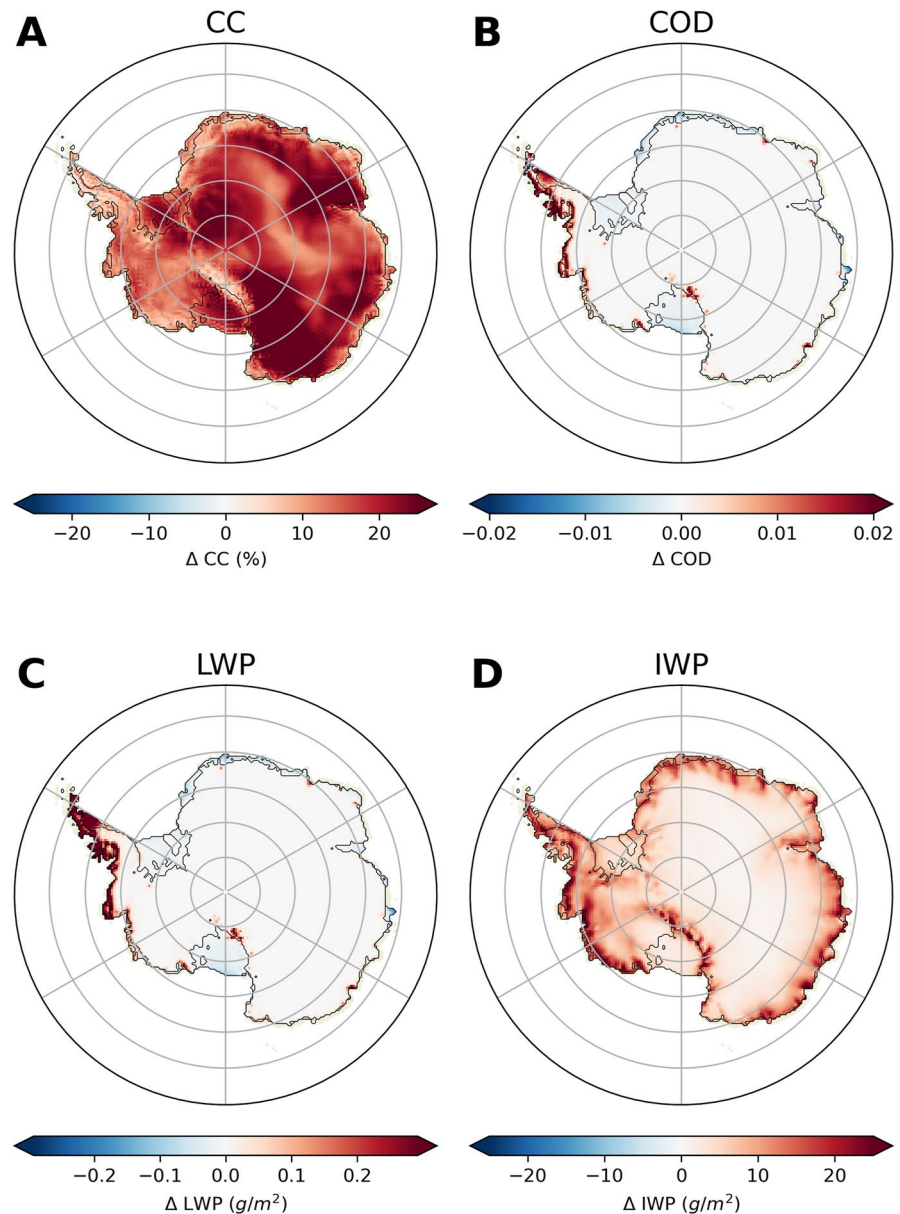 A CC
B COD
−20 −10 0 10 20
Δ CC (%)
−0.02 −0.01 0.00 0.01 0.02
Δ COD
C LWP
D IWP
−0.2 −0.1 0.0 0.1 0.2
Δ LWP (g/m²)
−20 −10 0 10 20
Δ IWP (g/m²)